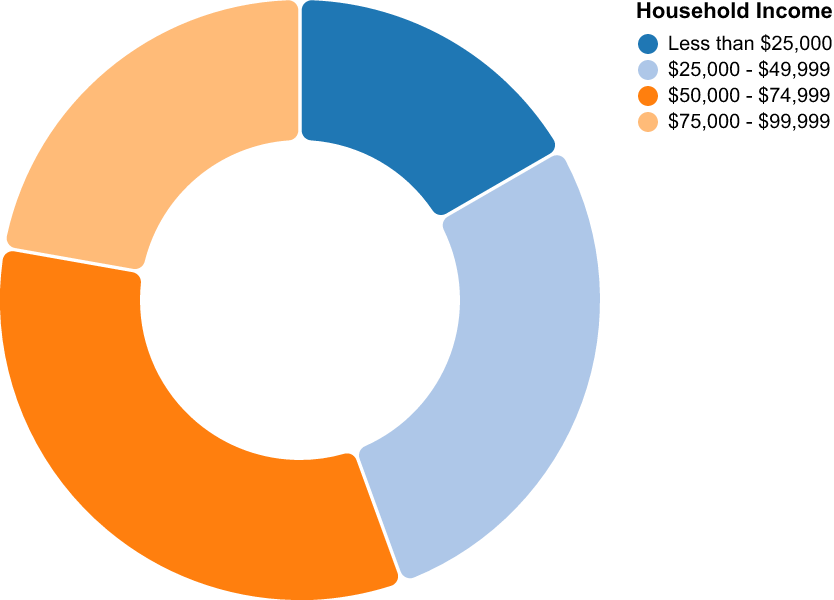 Household Income
Less than $25,000
$25,000 - $49,999
$50,000 - $74,999
$75,000 - $99,999